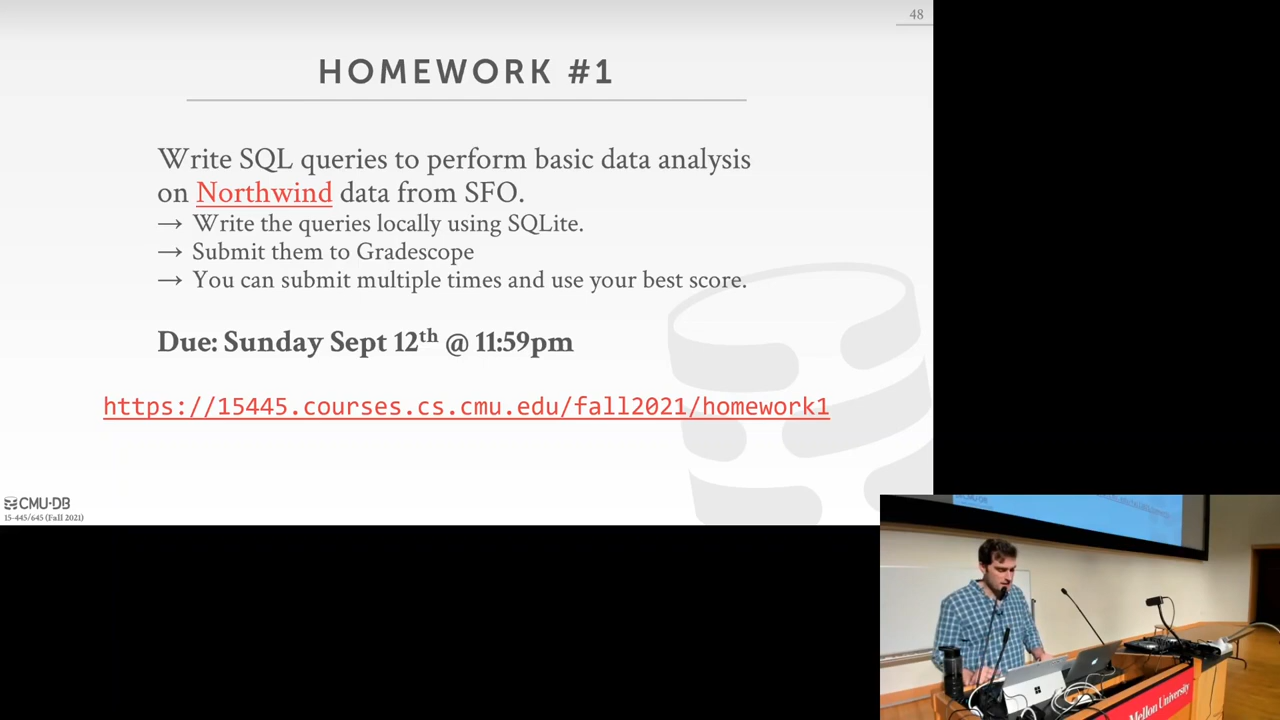 48
HOMEWORK #1
Write SQL queries to perform basic data analysis
on Northwind data from SFO.
→ Write the queries locally using SQLite.
→ Submit them to Gradescope
→ You can submit multiple times and use your best score.
Due: Sunday Sept 12th @ 11:59pm
https://15445.courses.cs.cmu.edu/fall2021/homework1
CMU·DB
15-445/645 (Fall 2021)
Mellon University